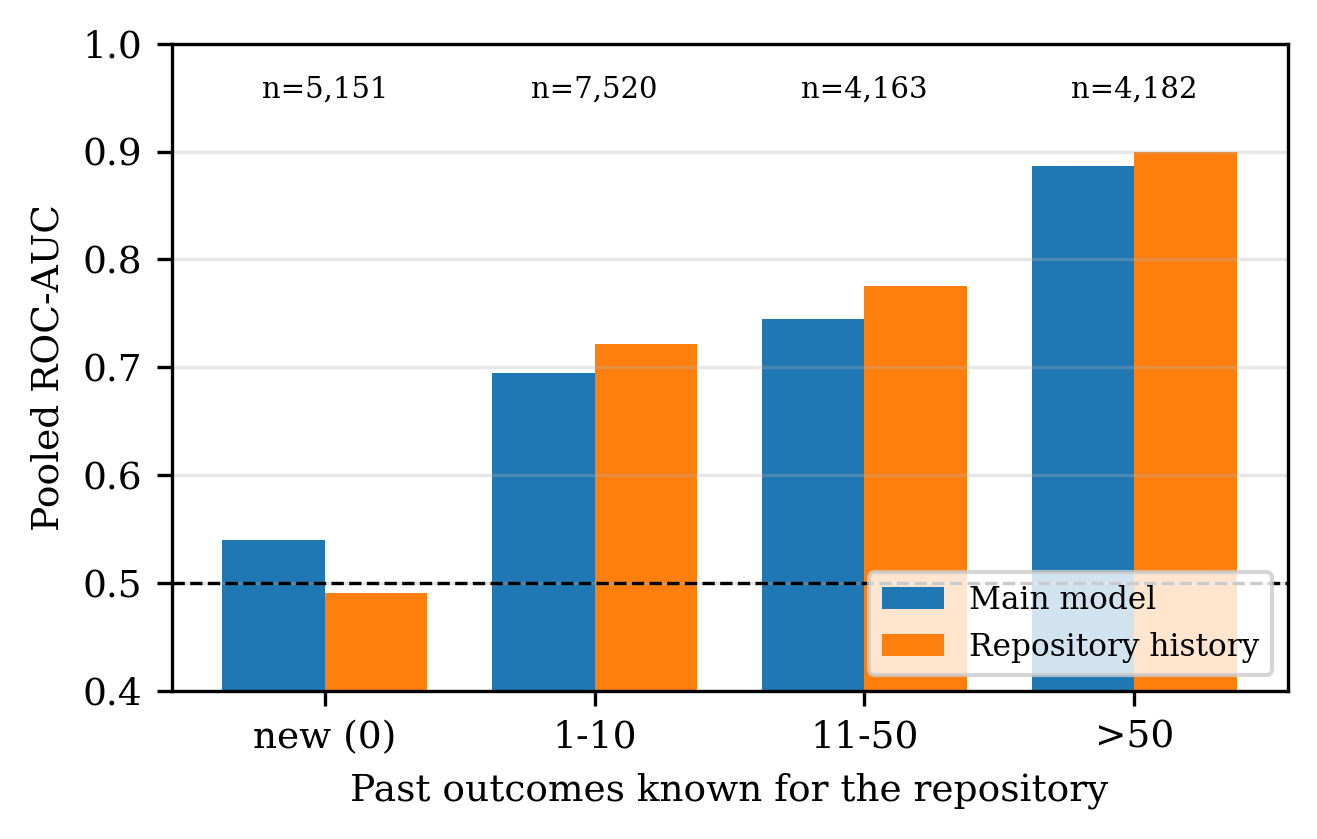 1.0
n=5,151 n=7,520 n=4,163 n=4,182
0.9
0.8
0.7
0.6
0.5
0.4
Pooled ROC-AUC
Main model
Repository history
new (0) 1-10 11-50 >50
Past outcomes known for the repository